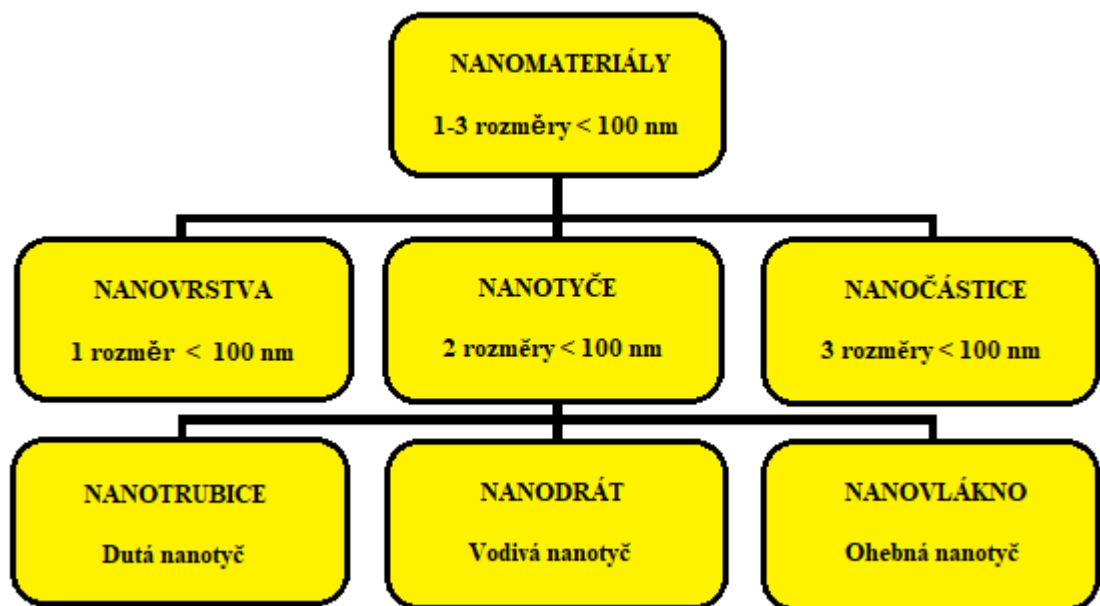 NANOMATERIÁLY
1-3 rozměry < 100 nm
NANOVRSTVA
1 rozměr < 100 nm
NANOTYČE
2 rozměry < 100 nm
NANOČÁSTICE
3 rozměry < 100 nm
NANOTRUBICE
Dutá nanotyč
NANODRÁT
Vodivá nanotyč
NANOVLÁKNO
Ohebná nanotyč